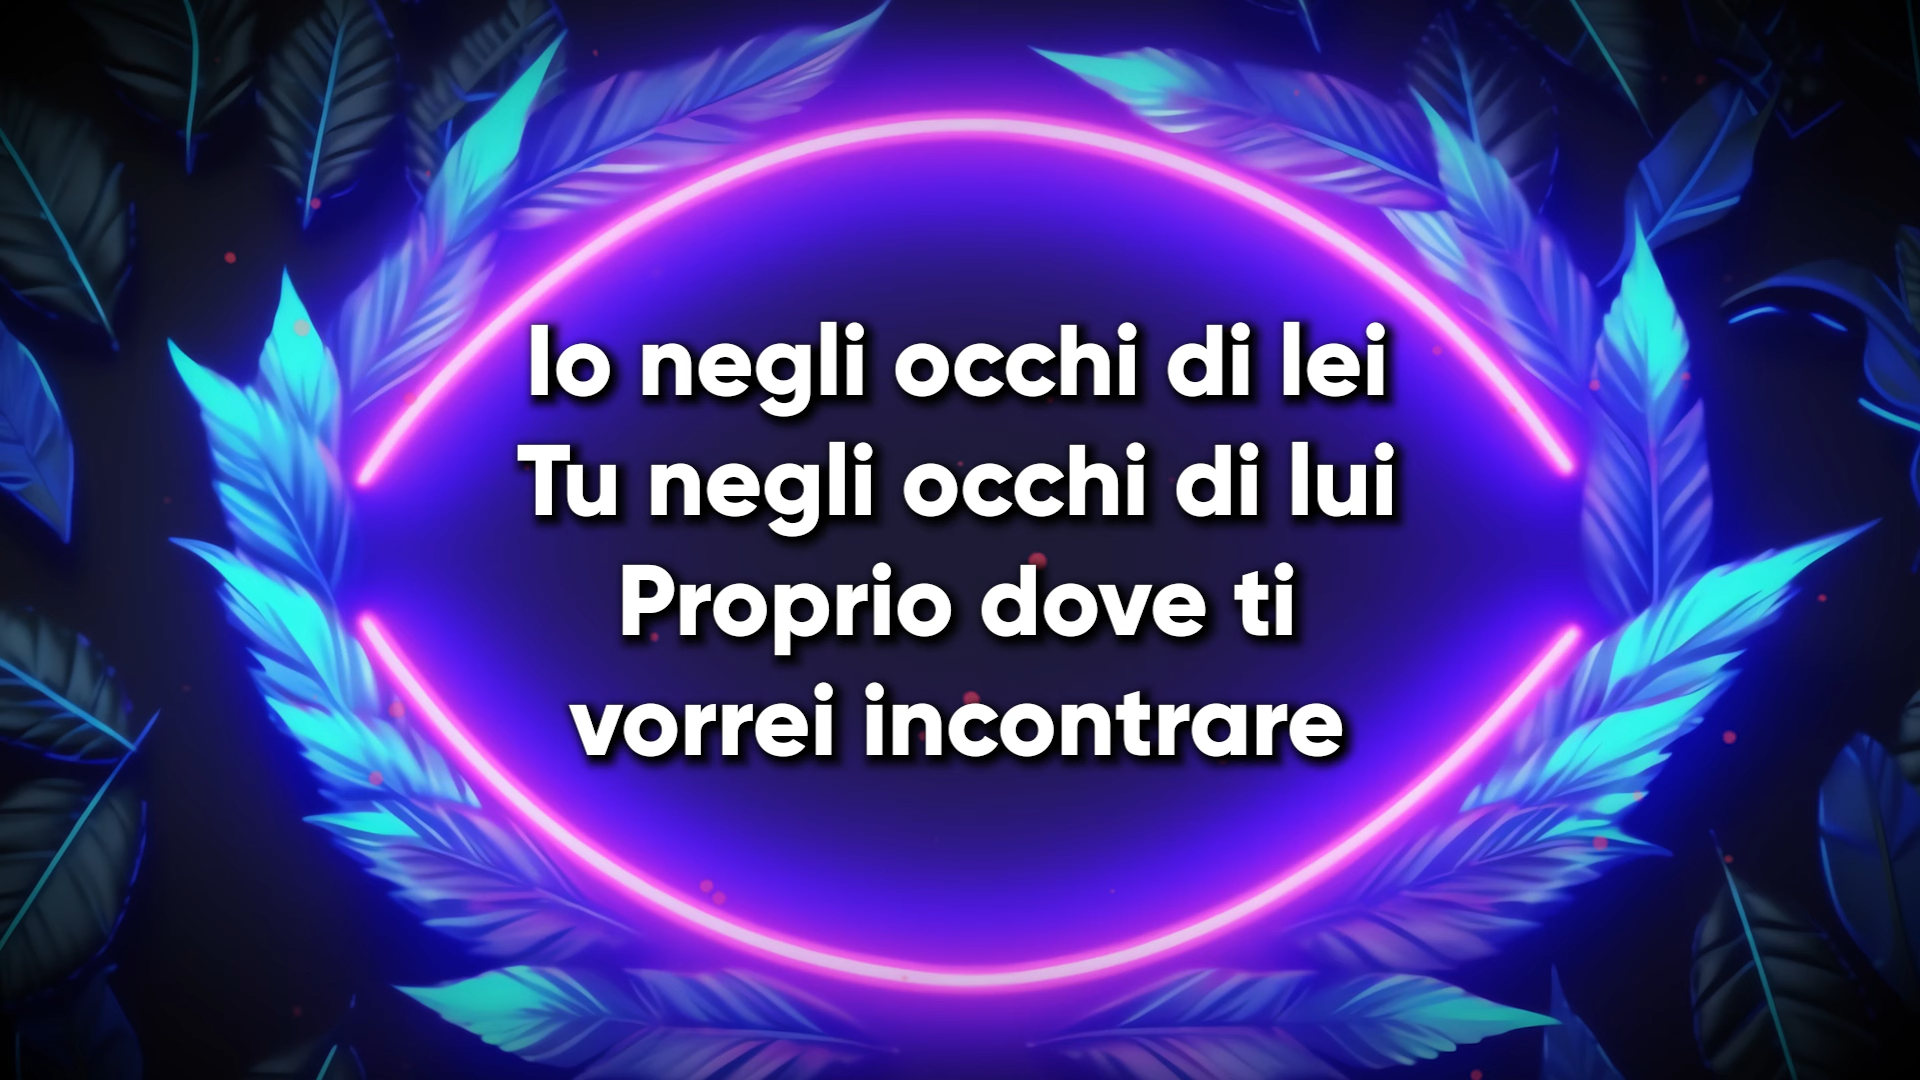 Io negli occhi di lei
Tu negli occhi di lui
Proprio dove ti
vorrei incontrare